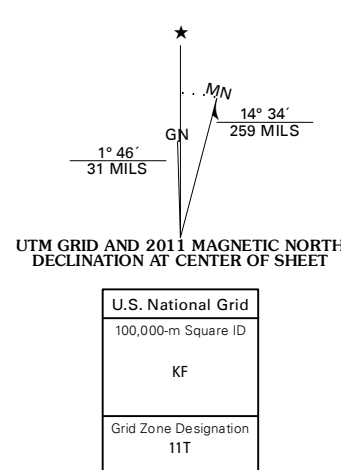 ★
MN
GN
14° 34´
259 MILS
1° 46´
31 MILS
UTM GRID AND 2011 MAGNETIC NORTH
DECLINATION AT CENTER OF SHEET
U.S. National Grid
100,000-m Square ID
KF
Grid Zone Designation
11T